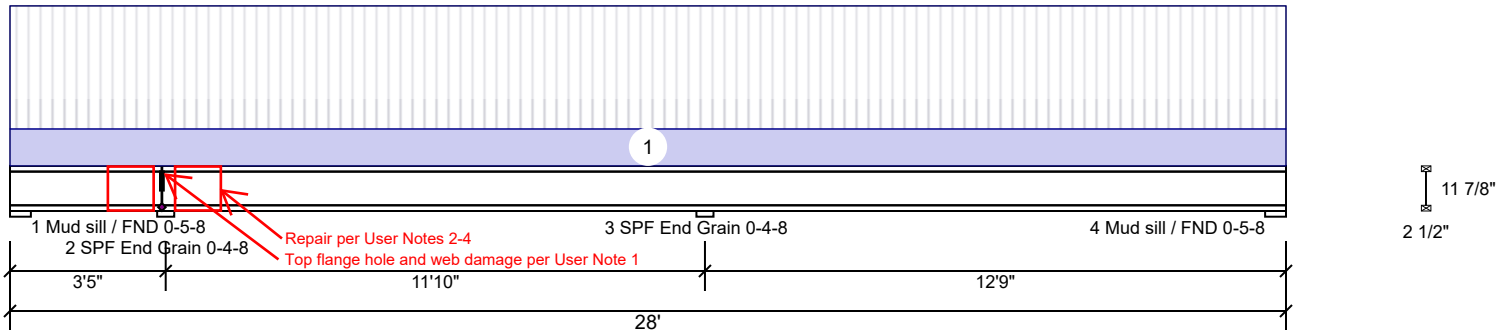 1
11 7/8"
2 1/2"
1 Mud sill / FND 0-5-8
2 SPF End Grain 0-4-8
3 SPF End Grain 0-4-8
4 Mud sill / FND 0-5-8
Repair per User Notes 2-4
Top flange hole and web damage per User Note 1
3'5"
11'10"
12'9"
28'